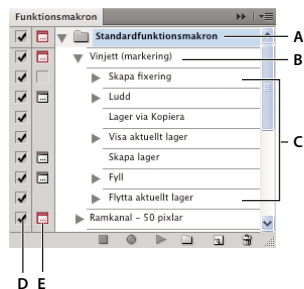 Funktionsmakron
Standardfunktionsmakron
A
Vinjett (markering)
B
Skapa fixering
Ludd
Lager via Kopiera
Visa aktuellt lager
C
Skapa lager
Fyll
Flytta aktuellt lager
Ramkanal – 50 pixlar
D E